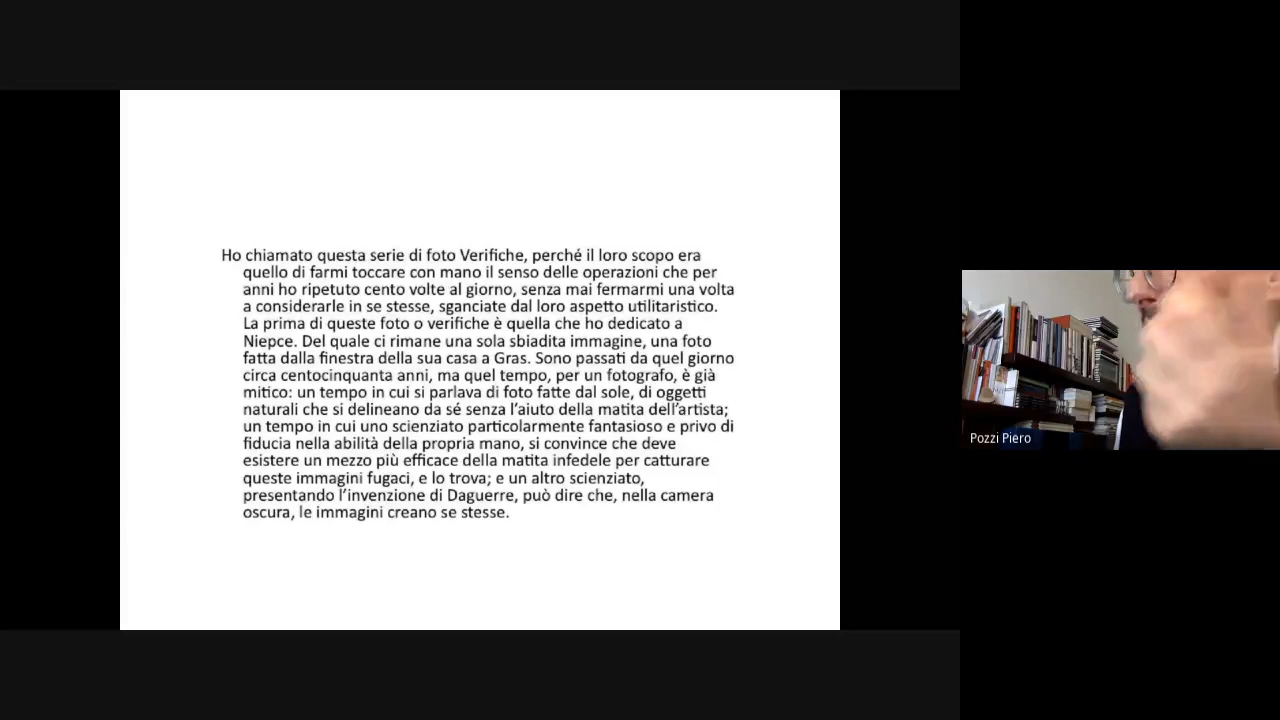 Ho chiamato questa serie di foto Verifiche, perché il loro scopo era
quello di farmi toccare con mano il senso delle operazioni che per
anni ho ripetuto cento volte al giorno, senza mai fermarmi una volta
a considerarle in se stesse, sganciate dal loro aspetto utilitaristico.
La prima di queste foto o verifiche è quella che ho dedicato a
Niepce. Del quale ci rimane una sola sbiadita immagine, una foto
fatta dalla finestra della sua casa a Gras. Sono passati da quel giorno
circa centocinquanta anni, ma quel tempo, per un fotografo, è già
mitico: un tempo in cui si parlava di foto fatte dal sole, di oggetti
naturali che si delineano da sé senza l’aiuto della matita dell’artista;
un tempo in cui uno scienziato particolarmente fantasioso e privo di
fiducia nella abilità della propria mano, si convince che deve
esistere un mezzo più efficace della matita infedele per catturare
queste immagini fugaci, e lo trova; e un altro scienziato,
presentando l’invenzione di Daguerre, può dire che, nella camera
oscura, le immagini creano se stesse.
Pozzi Piero